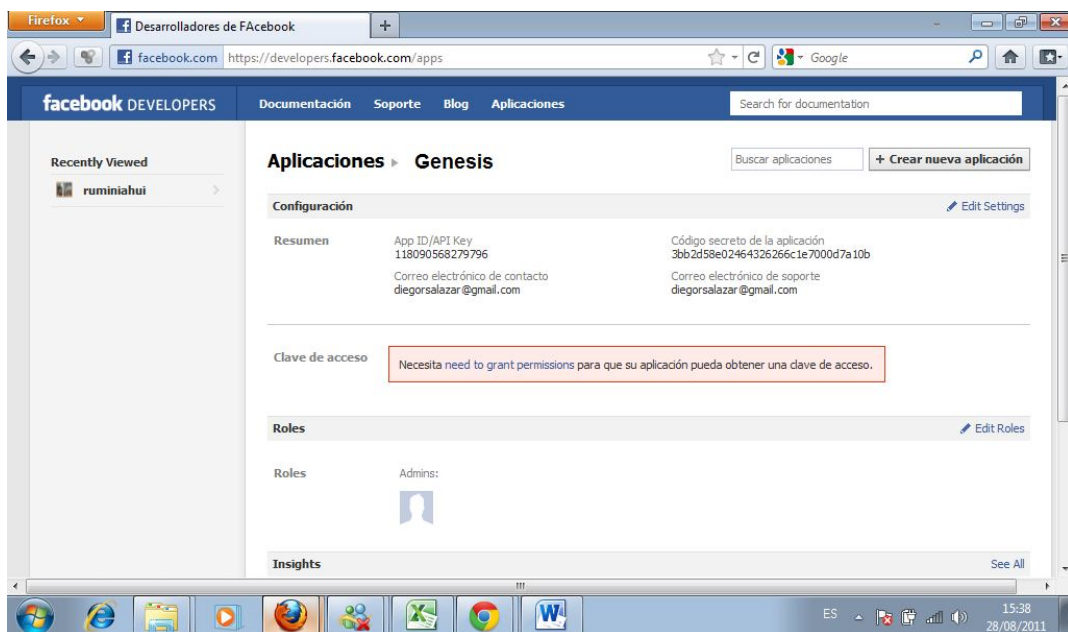 Firefox
Desarrolladores de FAcebook
facebook.com https://developers.facebook.com/apps
Google
facebook DEVELOPERS
Documentación Soporte Blog Aplicaciones
Search for documentation
Recently Viewed
ruminiahui
Aplicaciones Genesis
Buscar aplicaciones
+ Crear nueva aplicación
Configuración
Edit Settings
Resumen
App ID/API Key
118090568279796
Código secreto de la aplicación
3bb2d58e02464326266c1e7000d7a10b
Correo electrónico de contacto
diegorsalazar@gmail.com
Correo electrónico de soporte
diegorsalazar@gmail.com
Clave de acceso
Necesita need to grant permissions para que su aplicación pueda obtener una clave de acceso.
Roles
Edit Roles
Roles
Admins:
Insights
See All
ES
15:38
28/08/2011